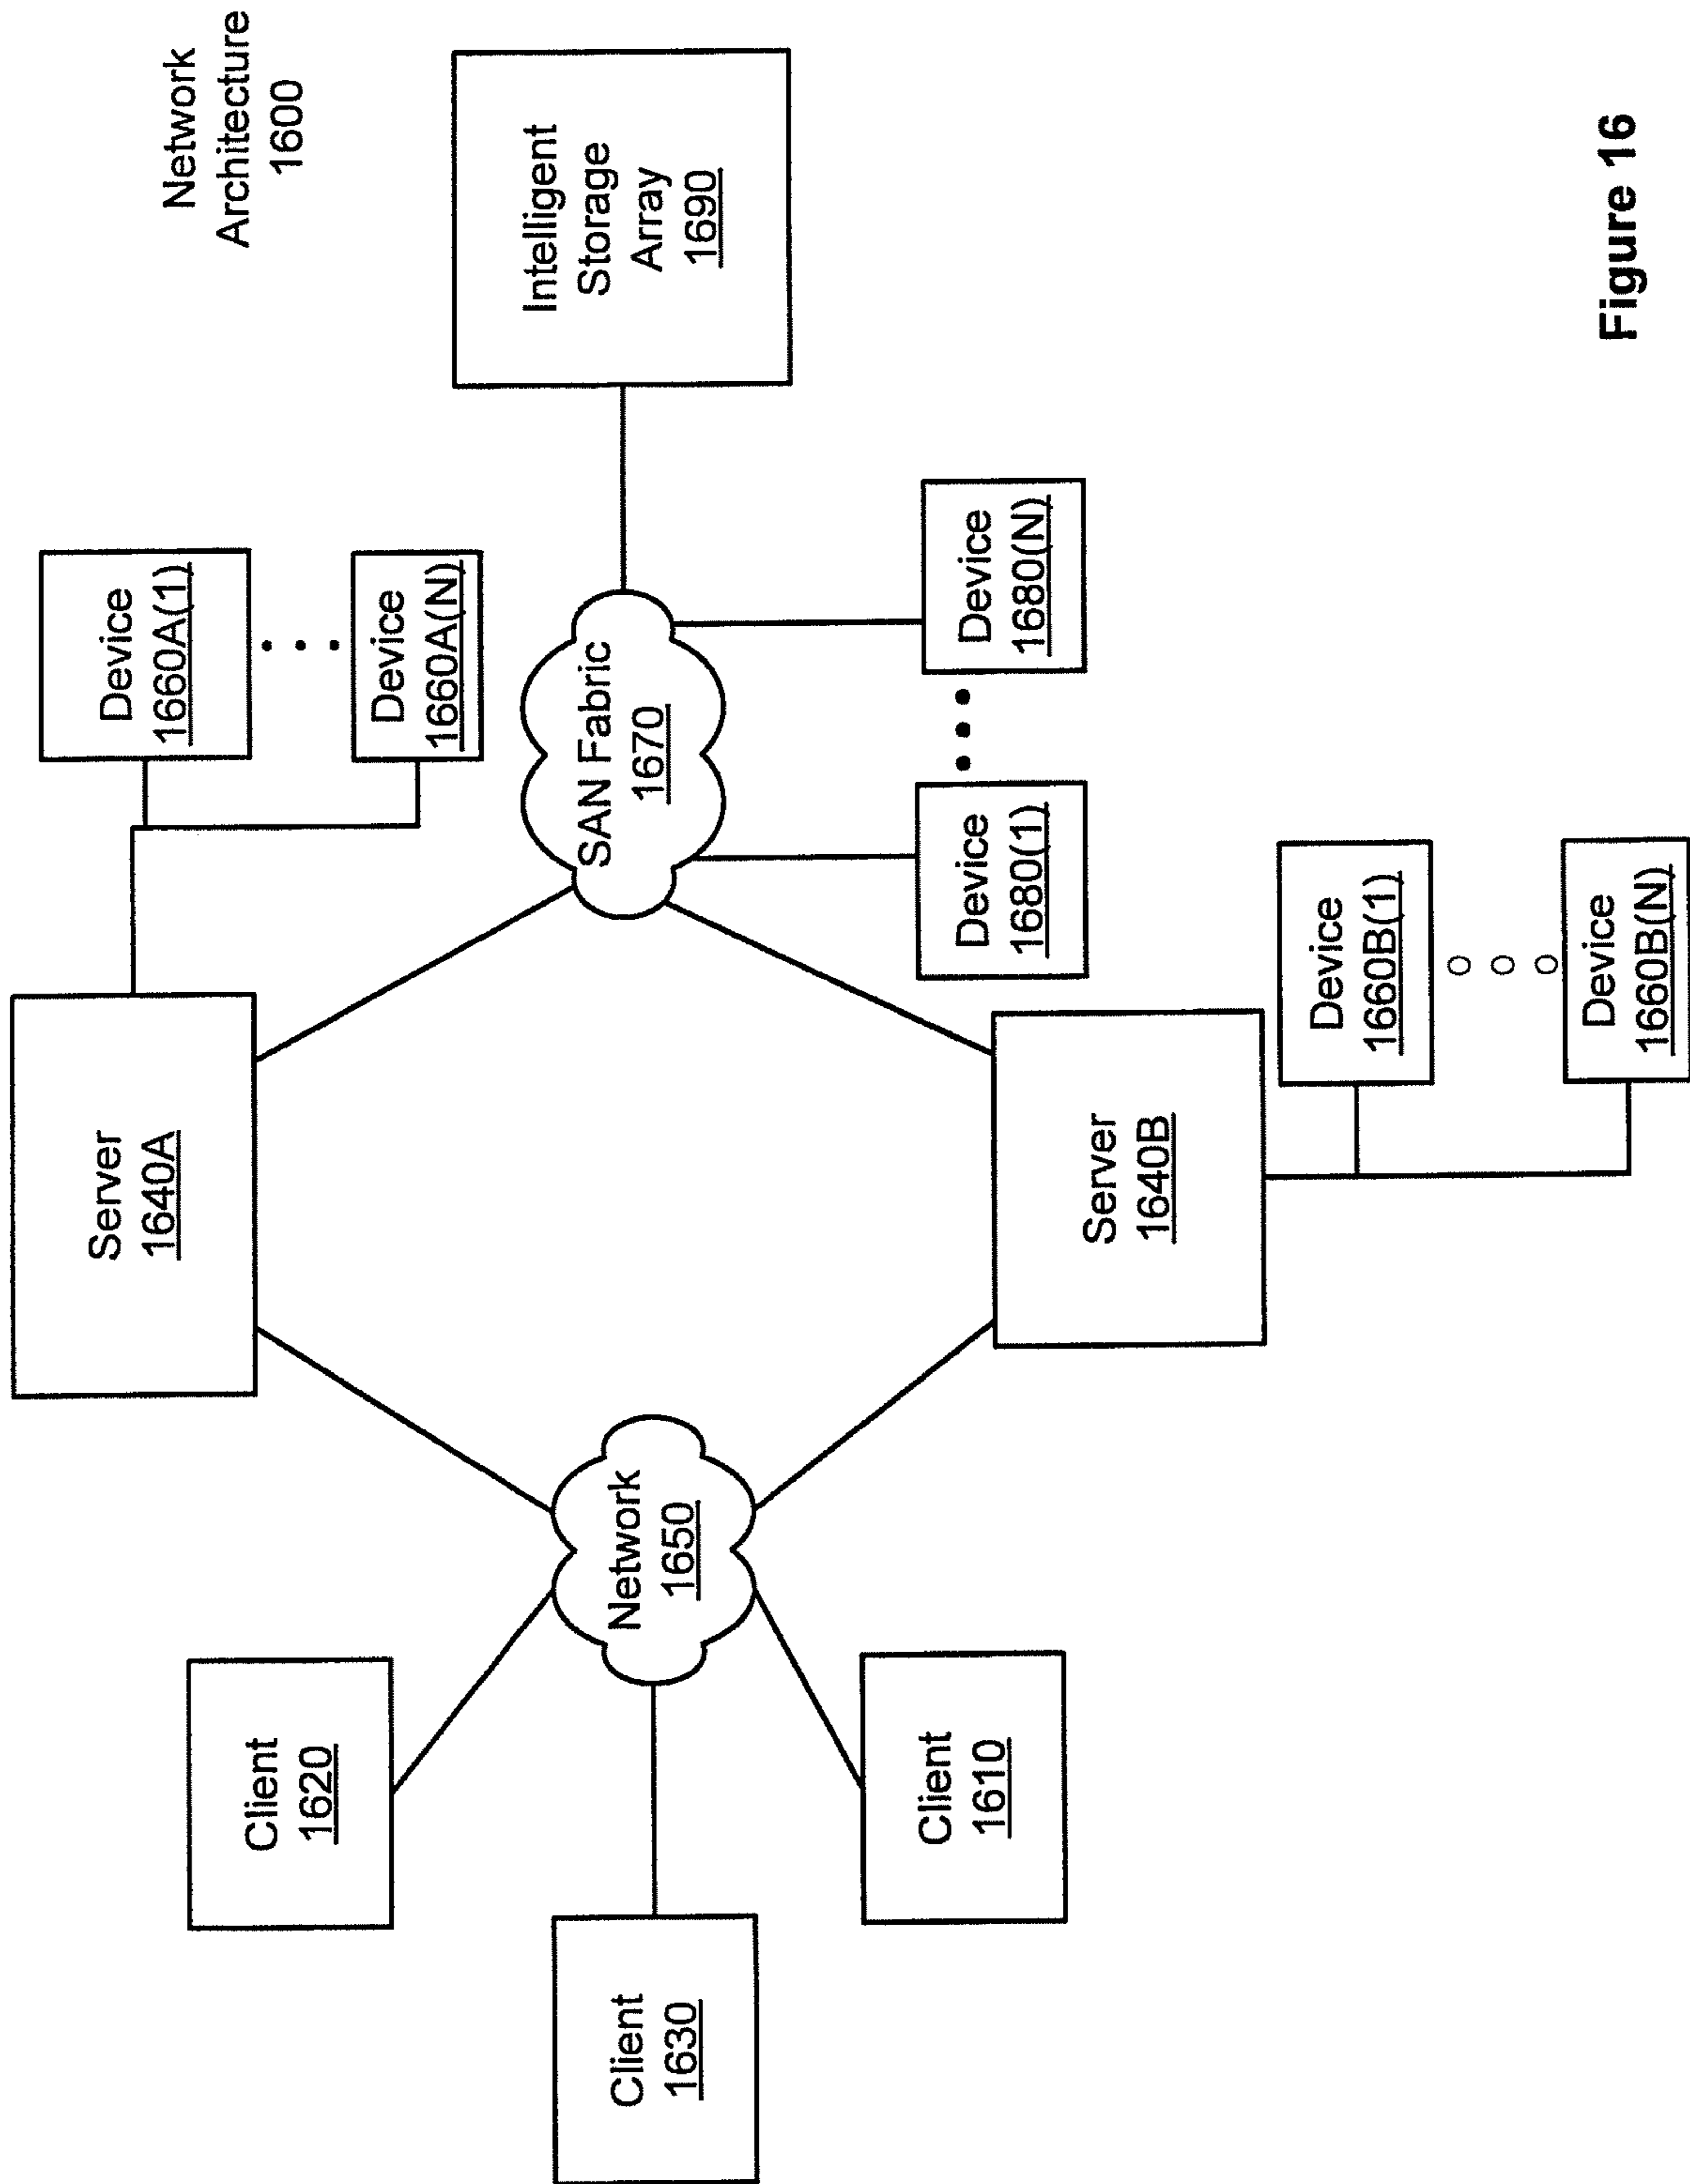 Network
Architecture
1600
Device
1660A(1)
Device
1660A(N)
Server
1640A
Client
1620
Intelligent
Storage
Array
1690
SAN Fabric
1670
Network
1650
Client
1630
Device
1680(1)
Device
1680(N)
Client
1610
Server
1640B
Device
1660B(1)
Device
1660B(N)
Figure 16